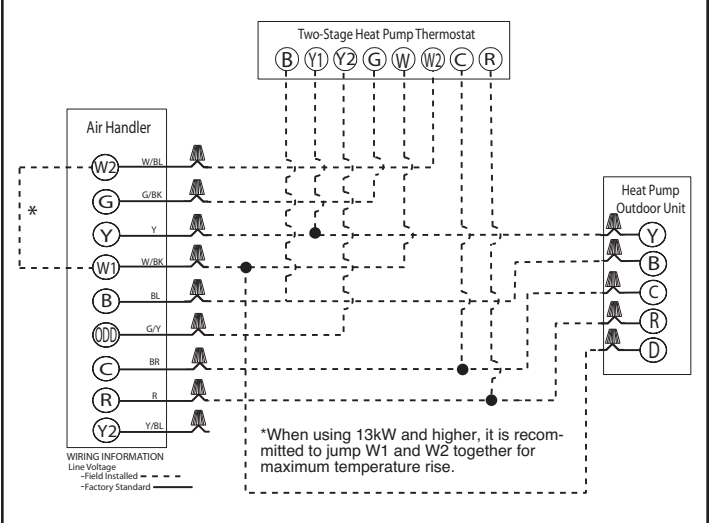 Two-Stage Heat Pump Thermostat
B Y1 Y2 G W W2 C R
Air Handler
W2 W/BL
G G/BK
Y Y
W1 W/BK
B BL
ODD G/Y
C BR
R R
Y2 Y/BL
*
Heat Pump
Outdoor Unit
Y
B
C
R
D
*When using 13kW and higher, it is recom-
mitted to jump W1 and W2 together for
maximum temperature rise.
WIRING INFORMATION
Line Voltage
-Field Installed
-Factory Standard